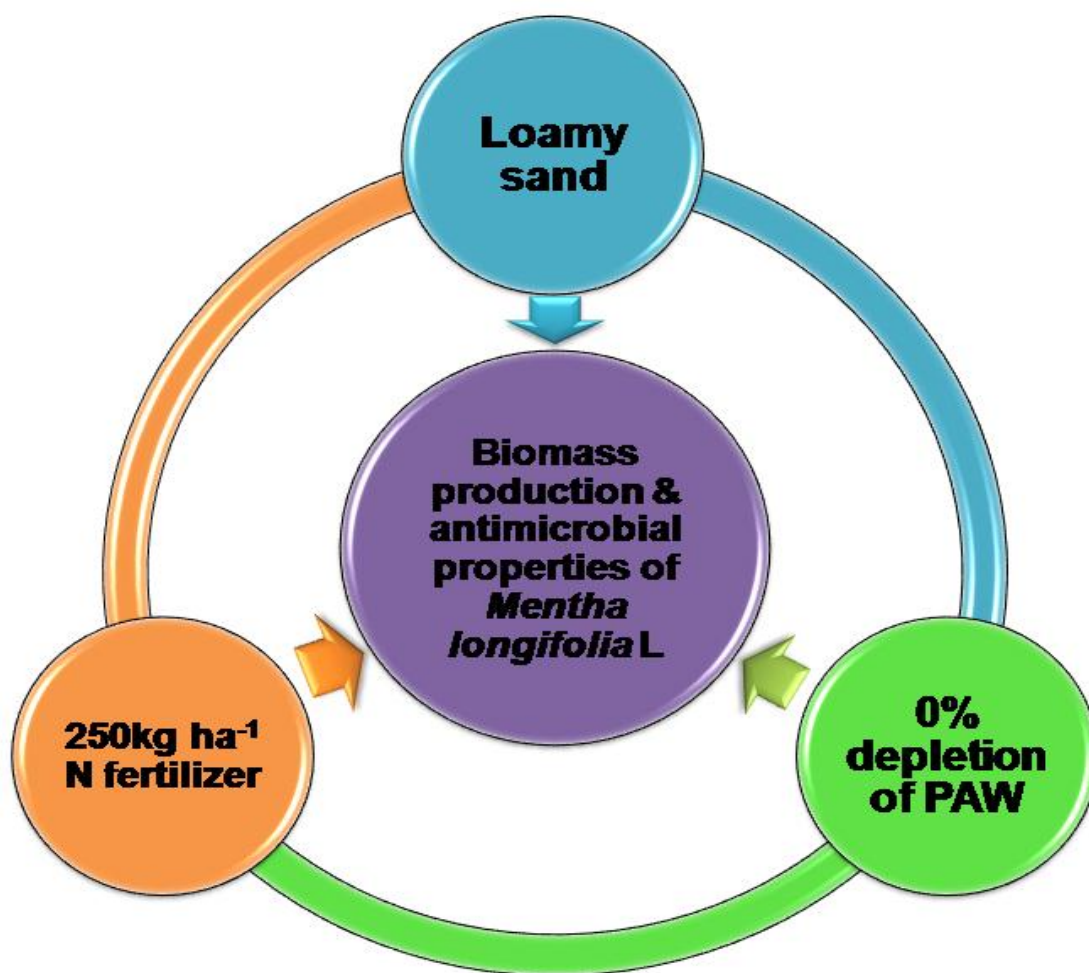 Loamy
sand
Biomass
production &
antimicrobial
properties of
Mentha
longifolia L
250kg ha⁻¹
N fertilizer
0%
depletion
of PAW